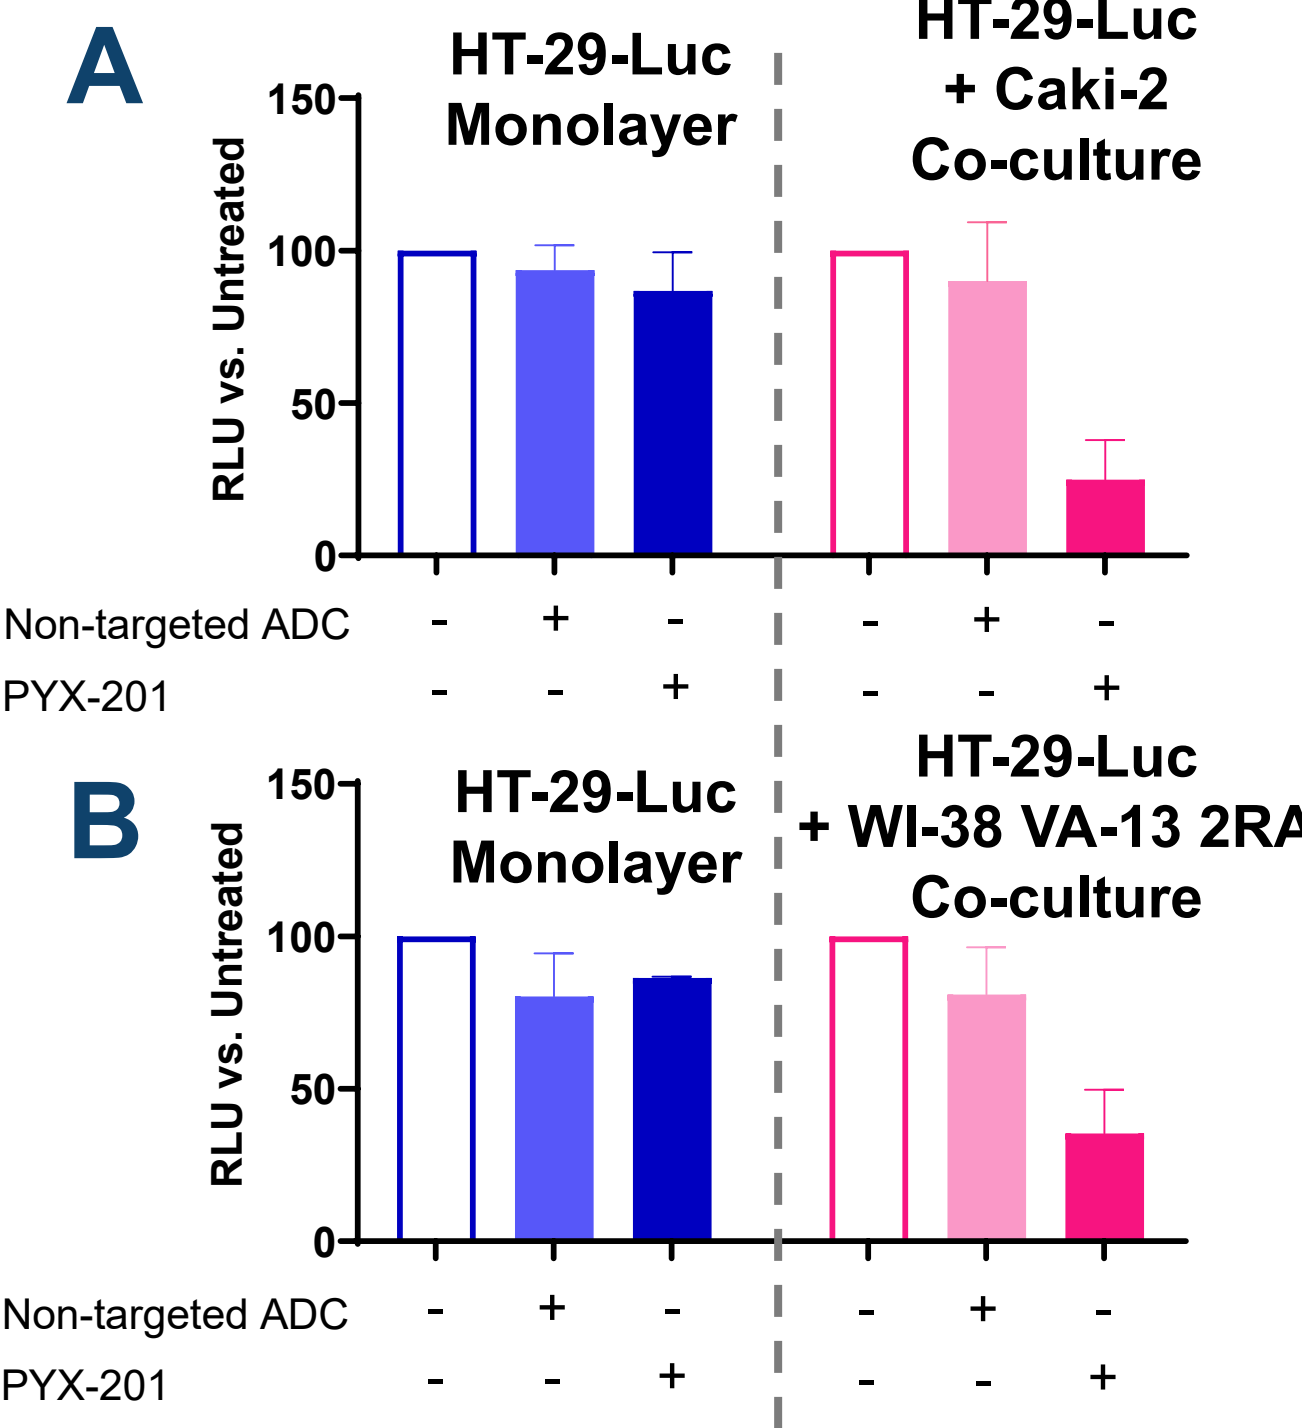 A
HT-29-Luc
Monolayer
HT-29-Luc
+ Caki-2
Co-culture
RLU vs. Untreated
150
100
50
0
Non-targeted ADC - + - - + -
PYX-201 - - + - - +
B
HT-29-Luc
Monolayer
HT-29-Luc
+ WI-38 VA-13 2RA
Co-culture
RLU vs. Untreated
150
100
50
0
Non-targeted ADC - + - - + -
PYX-201 - - + - - +